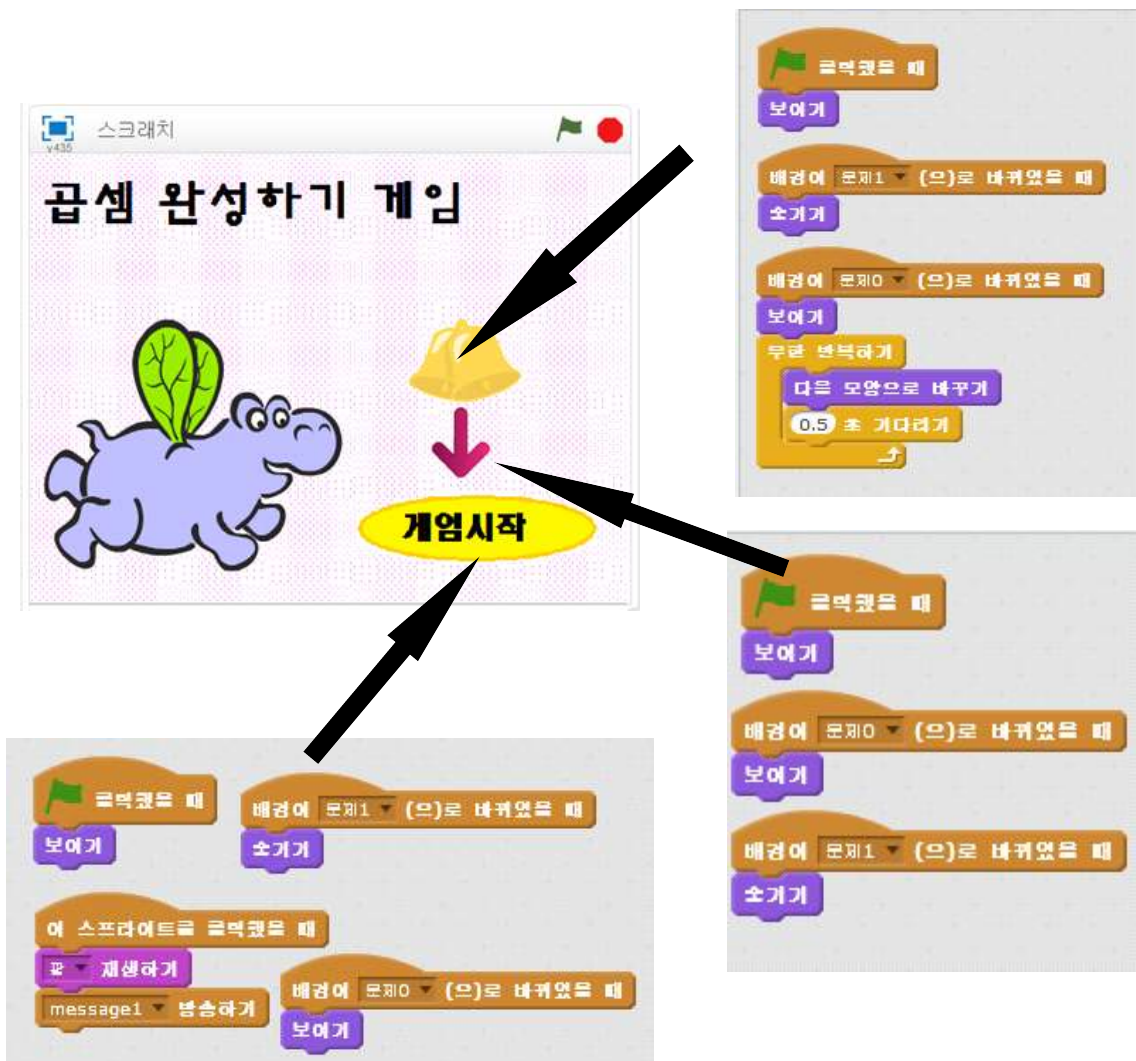 스크래치
v435
곱셈 완성하기 게임
게임시작
클릭했을 때
보이기
배경이 문제1 (으)로 바뀌었을 때
숨기기
배경이 문제0 (으)로 바뀌었을 때
보이기
무한 반복하기
다음 모양으로 바꾸기
0.5 초 기다리기
클릭했을 때
보이기
배경이 문제0 (으)로 바뀌었을 때
보이기
배경이 문제1 (으)로 바뀌었을 때
숨기기
클릭했을 때
보이기
배경이 문제1 (으)로 바뀌었을 때
숨기기
이 스프라이트를 클릭했을 때
재생하기
message1 방송하기
배경이 문제0 (으)로 바뀌었을 때
보이기